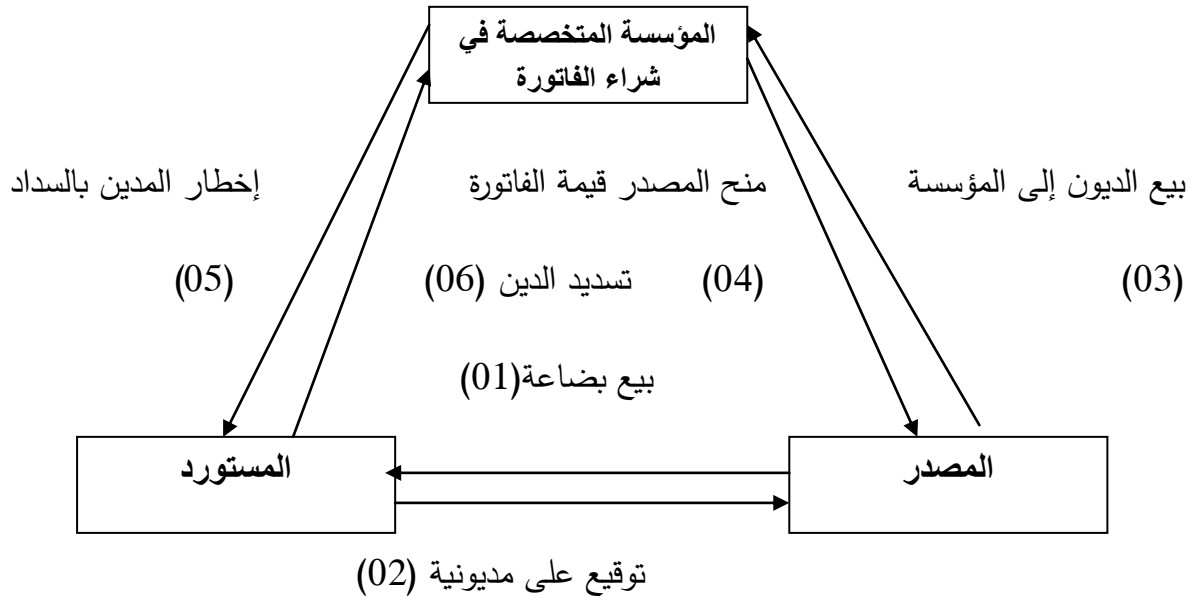 المؤسسة المتخصصة في
شراء الفاتورة
بيع الديون إلى المؤسسة
(03)
منح المصدر قيمة الفاتورة
(04)
إخطار المدين بالسداد
(05)
تسديد الدين (06)
بيع بضاعة(01)
المصدر
المستورد
توقيع على مديونية (02)